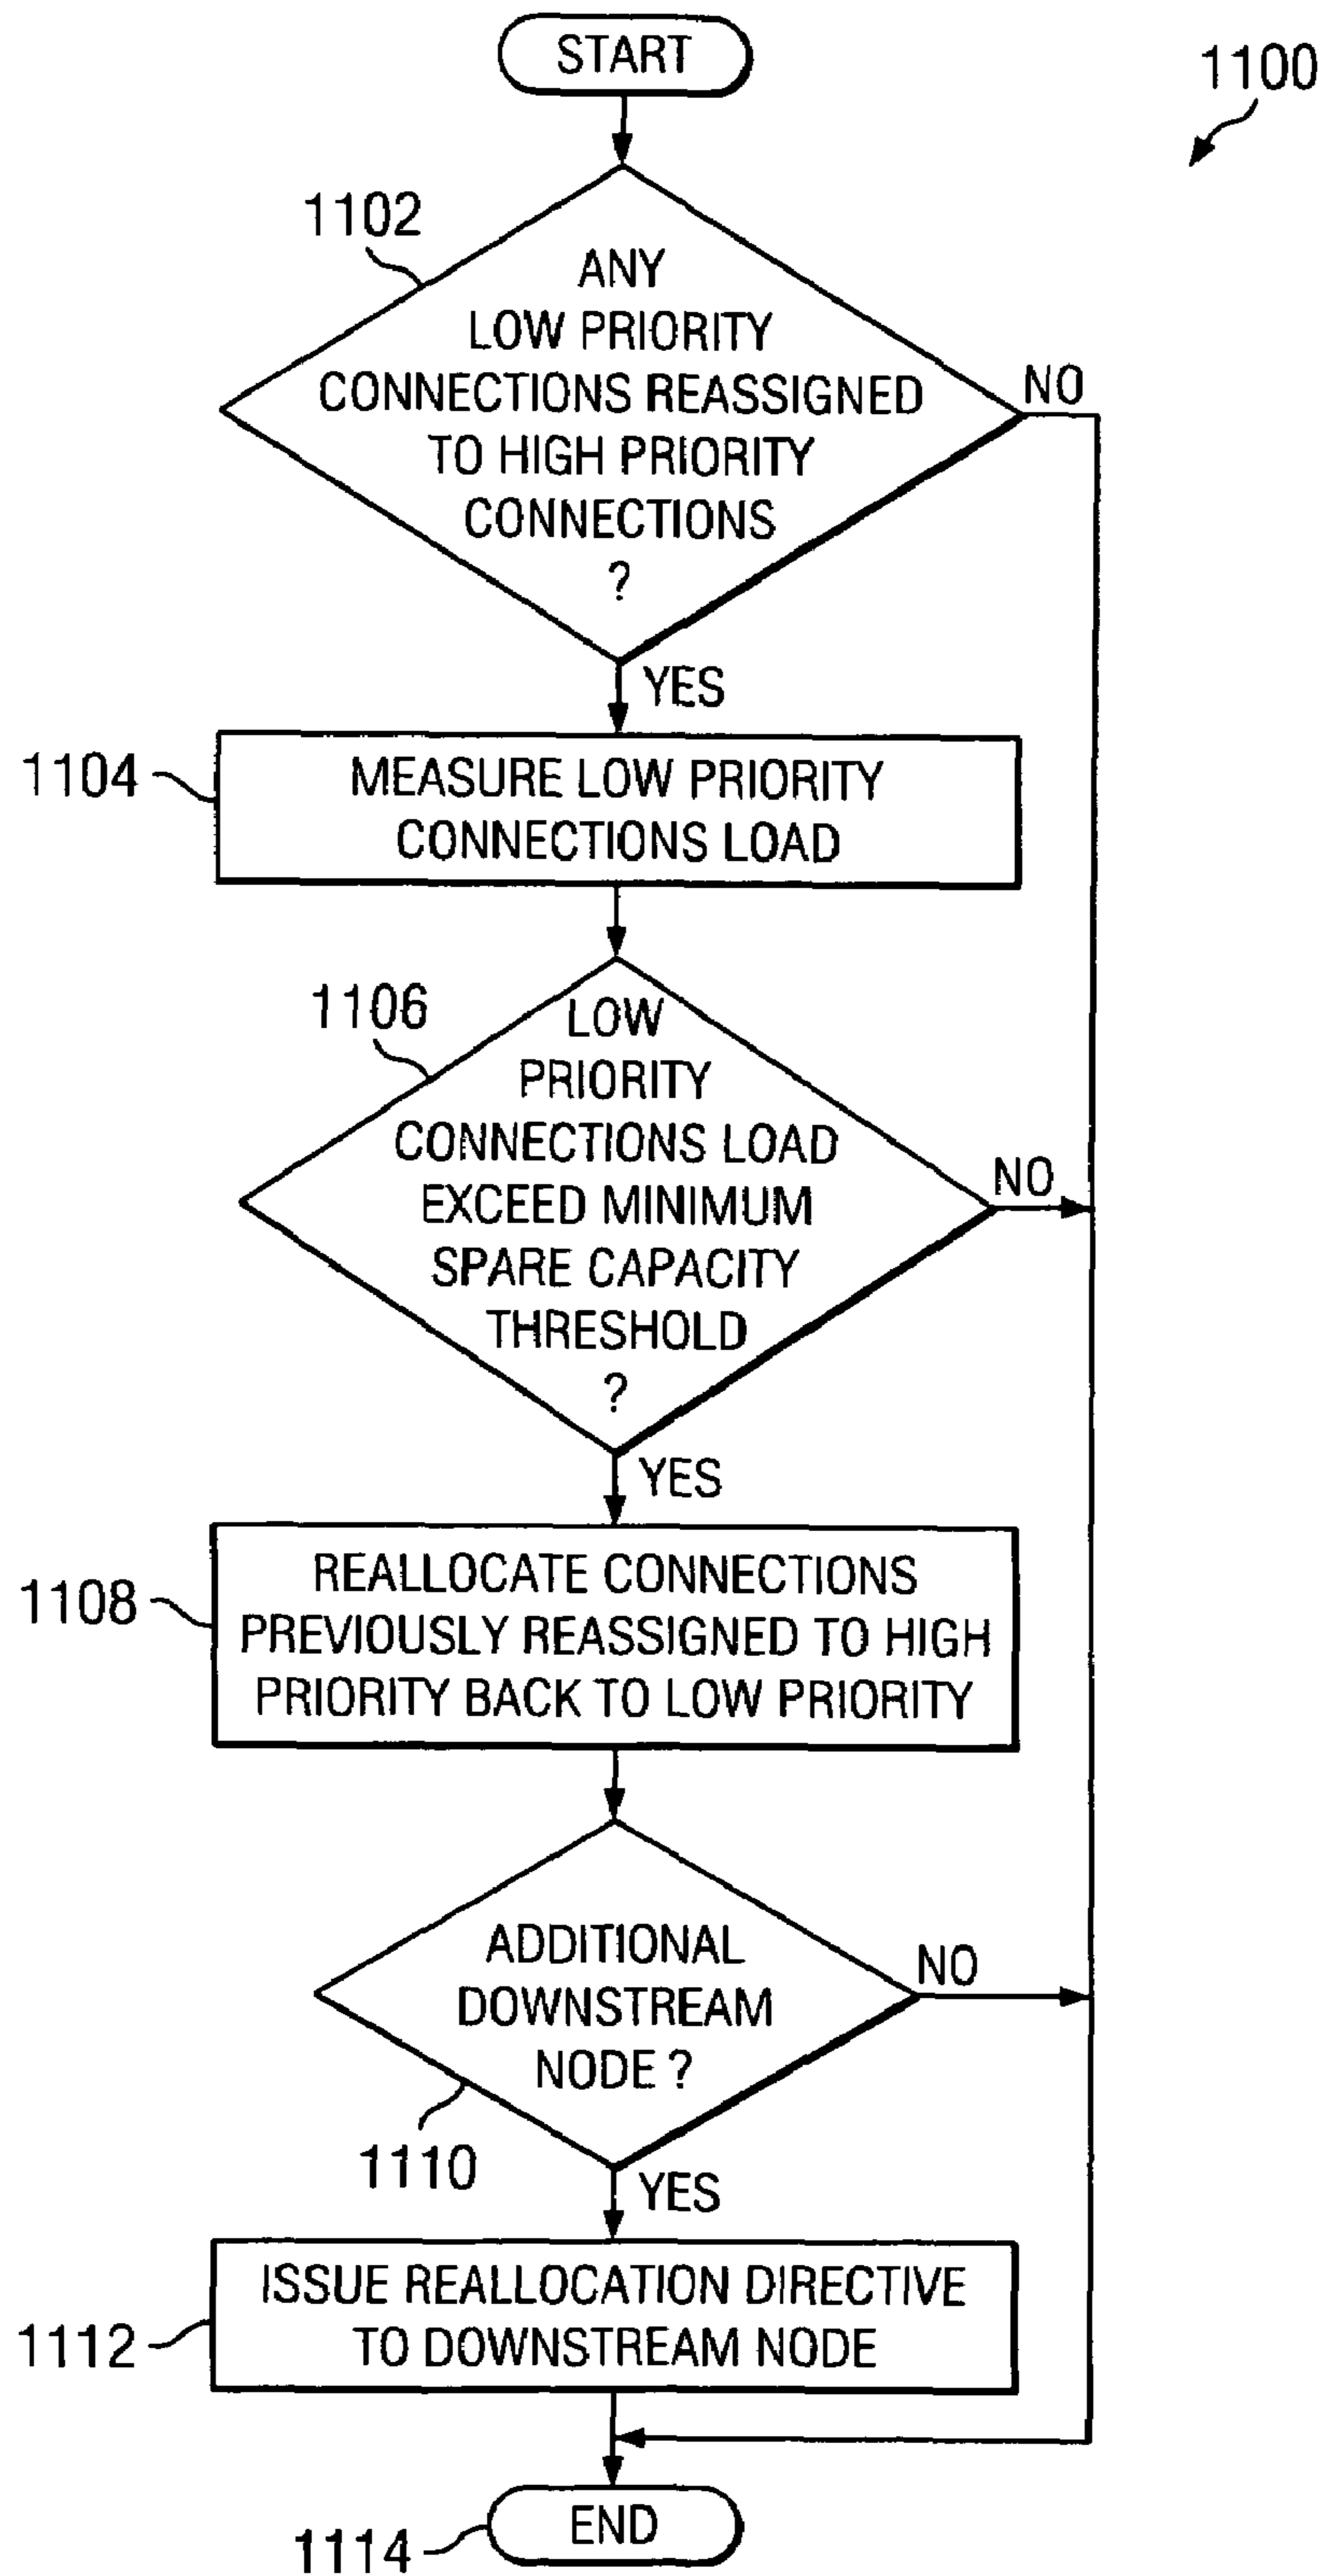 START
1100
1102
ANY
LOW PRIORITY
CONNECTIONS REASSIGNED
TO HIGH PRIORITY
CONNECTIONS
?
NO
YES
1104
MEASURE LOW PRIORITY
CONNECTIONS LOAD
1106
LOW
PRIORITY
CONNECTIONS LOAD
EXCEED MINIMUM
SPARE CAPACITY
THRESHOLD
?
NO
YES
1108
REALLOCATE CONNECTIONS
PREVIOUSLY REASSIGNED TO HIGH
PRIORITY BACK TO LOW PRIORITY
ADDITIONAL
DOWNSTREAM
NODE ?
NO
1110
YES
1112
ISSUE REALLOCATION DIRECTIVE
TO DOWNSTREAM NODE
END
1114